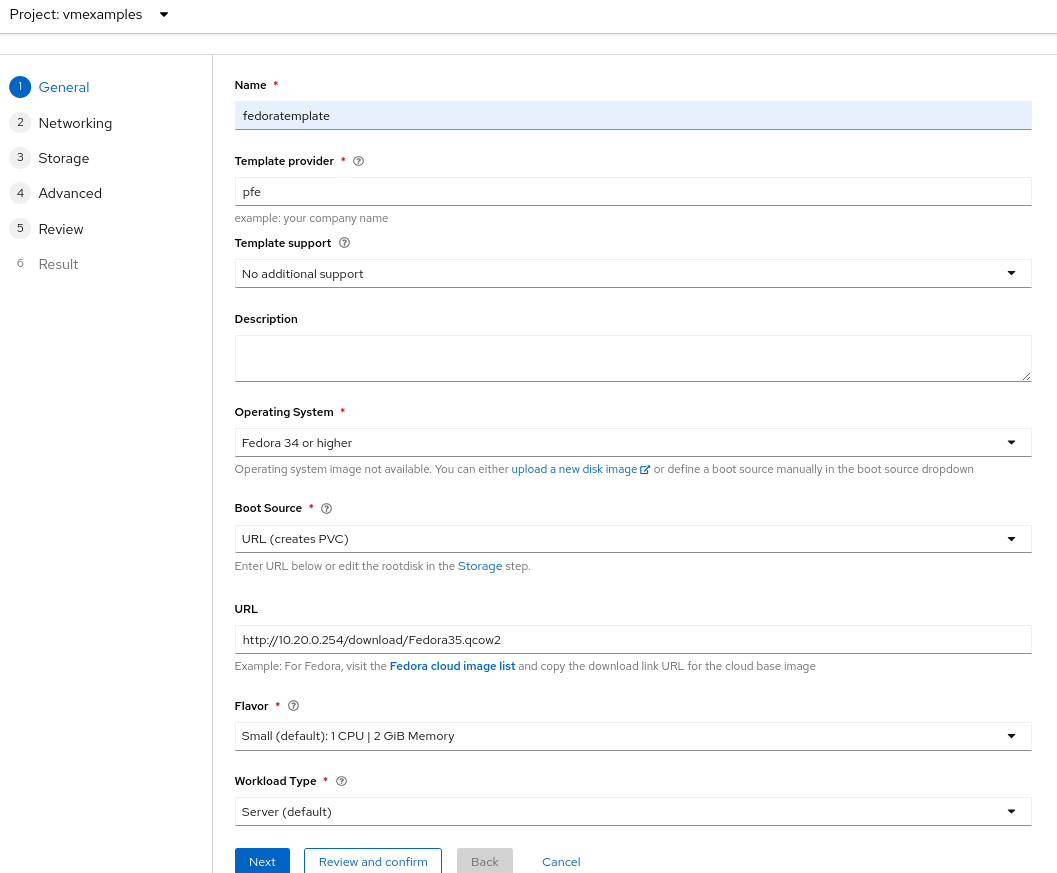 Project: vmexamples
1 General
2 Networking
3 Storage
4 Advanced
5 Review
6 Result
Name *
fedoratemplate
Template provider *
pfe
example: your company name
Template support
No additional support
Description
Operating System *
Fedora 34 or higher
Operating system image not available. You can either upload a new disk image or define a boot source manually in the boot source dropdown
Boot Source *
URL (creates PVC)
Enter URL below or edit the rootdisk in the Storage step.
URL
http://10.20.0.254/download/Fedora35.qcow2
Example: For Fedora, visit the Fedora cloud image list and copy the download link URL for the cloud base image
Flavor *
Small (default): 1 CPU | 2 GiB Memory
Workload Type *
Server (default)
Next Review and confirm Back Cancel